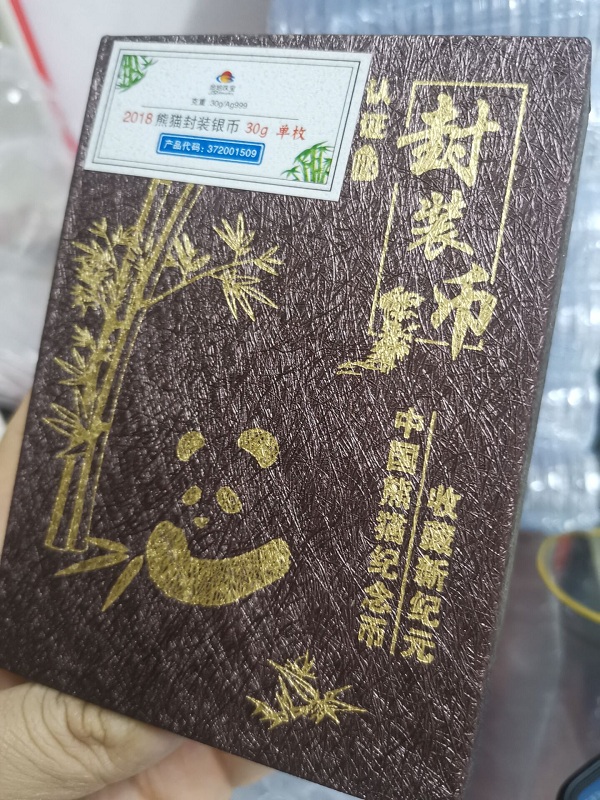 克重 30g/Ag999
2018 熊猫封装银币 30g 单枚
产品代码：372001509
封装币
中国熊猫纪念币
收藏新纪元